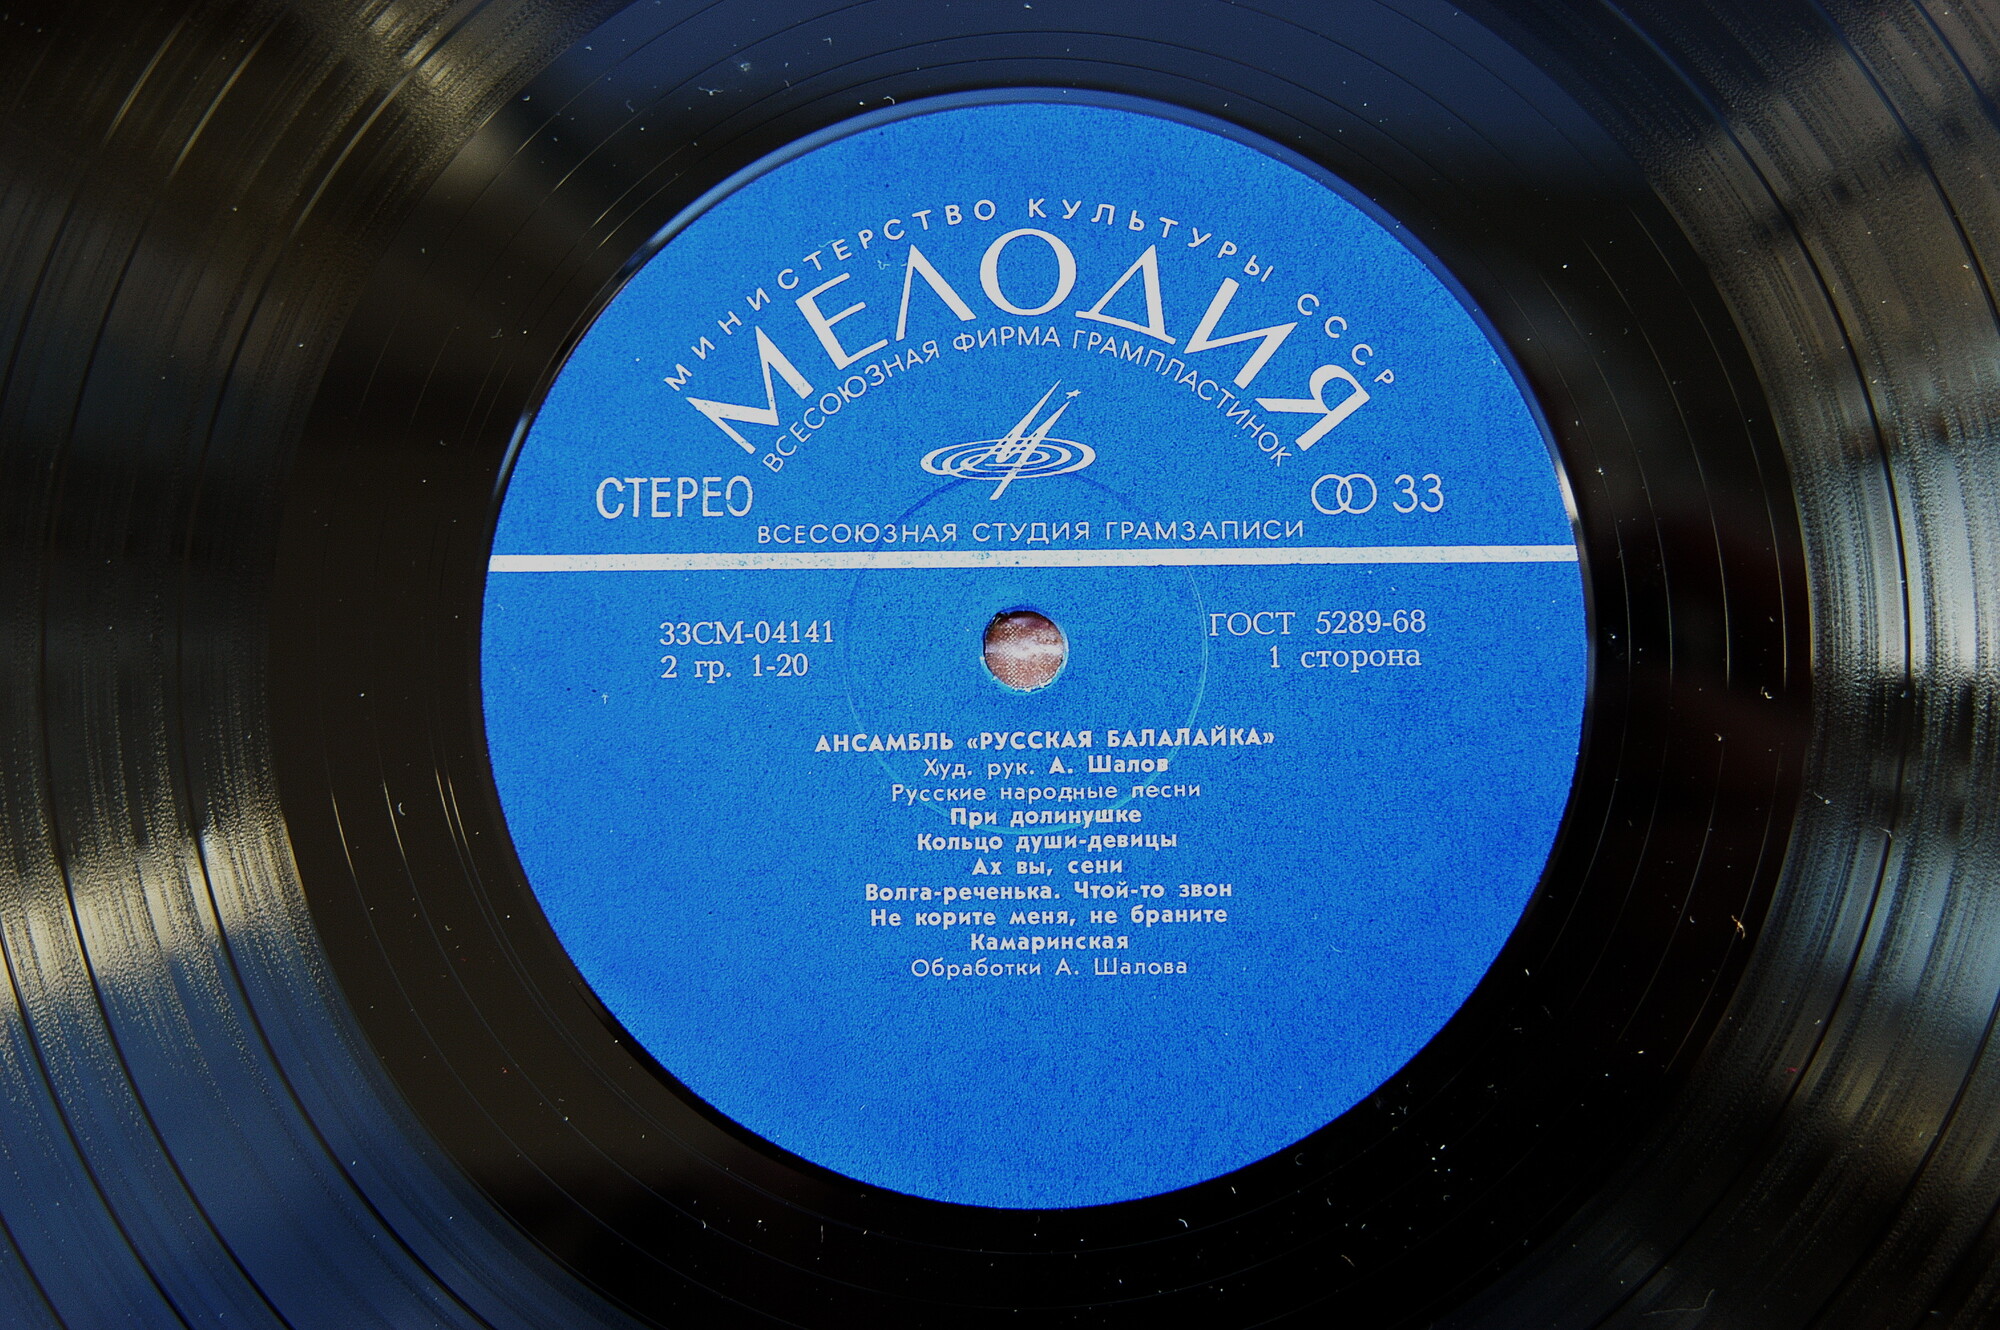 МИНИСТЕРСТВО КУЛЬТУРЫ СССР
МЕЛОДИЯ
ВСЕСОЮЗНАЯ ФИРМА ГРАМПЛАСТИНОК
СТЕРЕО
33
ВСЕСОЮЗНАЯ СТУДИЯ ГРАМЗАПИСИ
33СМ-04141
2 гр. 1-20
ГОСТ 5289-68
1 сторона
АНСАМБЛЬ «РУССКАЯ БАЛАЛАЙКА»
Худ. рук. А. Шалов
Русские народные песни
При долинушке
Кольцо души-девицы
Ах вы, сени
Волга-реченька. Чтой-то звон
Не корите меня, не браните
Камаринская
Обработки А. Шалова